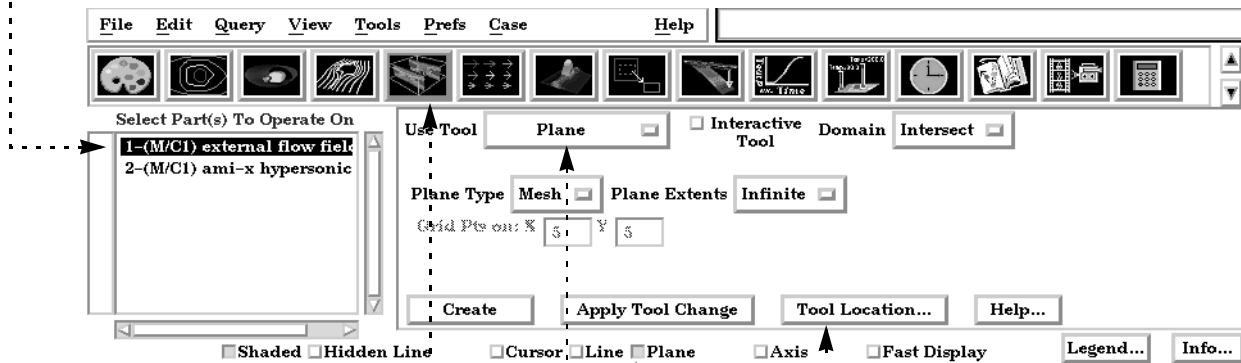 File Edit Query View Tools Prefs Case Help
Select Part(s) To Operate On
1-(M/C1) external flow field
2-(M/C1) ami-x hypersonic
Use Tool Plane Interactive Tool Domain Intersect
Plane Type Mesh Plane Extents Infinite
Grid Pts on: X 5 Y 5
Create Apply Tool Change Tool Location... Help...
Shaded Hidden Line Cursor Line Plane Axis Fast Display Legend... Info...